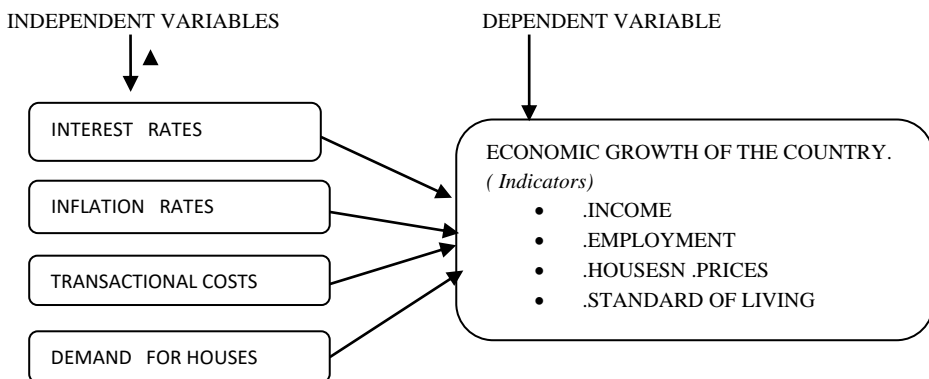 INDEPENDENT VARIABLES
DEPENDENT VARIABLE
INTEREST RATES
INFLATION RATES
TRANSACTIONAL COSTS
DEMAND FOR HOUSES
ECONOMIC GROWTH OF THE COUNTRY.
( Indicators)
• .INCOME
• .EMPLOYMENT
• .HOUSESN .PRICES
• .STANDARD OF LIVING